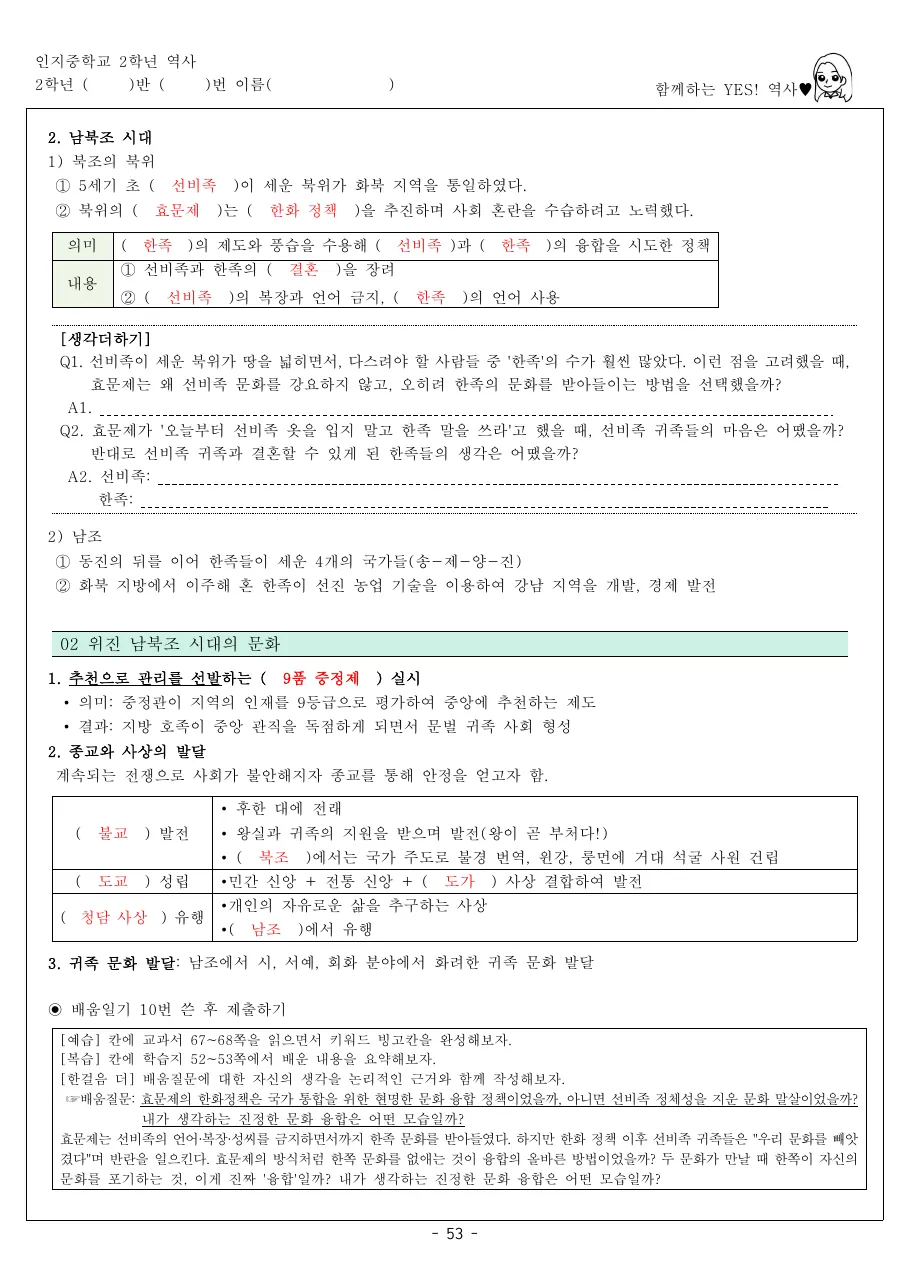 인지중학교 2학년 역사
2학년 (     )반 (     )번 이름(               )
함께하는 YES! 역사♥
2. 남북조 시대
1) 북조의 북위
① 5세기 초 (  선비족  )이 세운 북위가 화북 지역을 통일하였다.
② 북위의 (  효문제  )는 (  한화 정책  )을 추진하며 사회 혼란을 수습하려고 노력했다.
의미 (  한족  )의 제도와 풍습을 수용해 (  선비족 )과 (  한족  )의 융합을 시도한 정책
내용
① 선비족과 한족의 (  결혼  )을 장려
② (  선비족  )의 복장과 언어 금지, (  한족  )의 언어 사용
[생각더하기]
Q1. 선비족이 세운 북위가 땅을 넓히면서, 다스려야 할 사람들 중 '한족'의 수가 훨씬 많았다. 이런 점을 고려했을 때,
효문제는 왜 선비족 문화를 강요하지 않고, 오히려 한족의 문화를 받아들이는 방법을 선택했을까?
A1.
Q2. 효문제가 '오늘부터 선비족 옷을 입지 말고 한족 말을 쓰라'고 했을 때, 선비족 귀족들의 마음은 어땠을까?
반대로 선비족 귀족과 결혼할 수 있게 된 한족들의 생각은 어땠을까?
A2. 선비족:
한족:
2) 남조
① 동진의 뒤를 이어 한족들이 세운 4개의 국가들(송-제-양-진)
② 화북 지방에서 이주해 혼 한족이 선진 농업 기술을 이용하여 강남 지역을 개발, 경제 발전
02 위진 남북조 시대의 문화
1. 추천으로 관리를 선발하는 (  9품 중정제  ) 실시
• 의미: 중정관이 지역의 인재를 9등급으로 평가하여 중앙에 추천하는 제도
• 결과: 지방 호족이 중앙 관직을 독점하게 되면서 문벌 귀족 사회 형성
2. 종교와 사상의 발달
계속되는 전쟁으로 사회가 불안해지자 종교를 통해 안정을 얻고자 함.
(  불교  ) 발전
• 후한 대에 전래
• 왕실과 귀족의 지원을 받으며 발전(왕이 곧 부처다!)
• (  북조  )에서는 국가 주도로 불경 번역, 윈강, 룽먼에 거대 석굴 사원 건립
(  도교  ) 성립 •민간 신앙 + 전통 신앙 + (  도가  ) 사상 결합하여 발전
(  청담 사상  ) 유행
•개인의 자유로운 삶을 추구하는 사상
•(  남조  )에서 유행
3. 귀족 문화 발달: 남조에서 시, 서예, 회화 분야에서 화려한 귀족 문화 발달
◉ 배움일기 10번 쓴 후 제출하기
[예습] 칸에 교과서 67~68쪽을 읽으면서 키워드 빙고칸을 완성해보자.
[복습] 칸에 학습지 52~53쪽에서 배운 내용을 요약해보자.
[한걸음 더] 배움질문에 대한 자신의 생각을 논리적인 근거와 함께 작성해보자.
☞배움질문: 효문제의 한화정책은 국가 통합을 위한 현명한 문화 융합 정책이었을까, 아니면 선비족 정체성을 지운 문화 말살이었을까?
내가 생각하는 진정한 문화 융합은 어떤 모습일까?
효문제는 선비족의 언어·복장·성씨를 금지하면서까지 한족 문화를 받아들였다. 하지만 한화 정책 이후 선비족 귀족들은 "우리 문화를 빼앗
겼다"며 반란을 일으킨다. 효문제의 방식처럼 한쪽 문화를 없애는 것이 융합의 올바른 방법이었을까? 두 문화가 만날 때 한쪽이 자신의
문화를 포기하는 것, 이게 진짜 '융합'일까? 내가 생각하는 진정한 문화 융합은 어떤 모습일까?
- 53 -